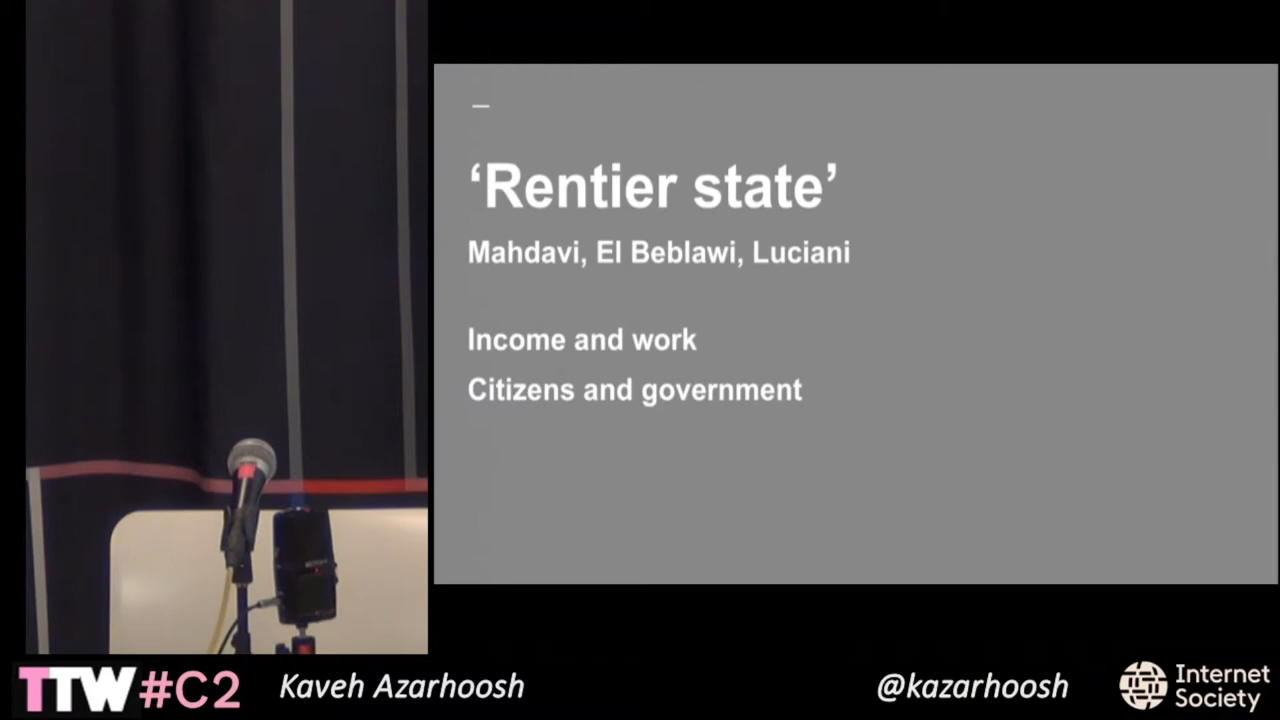 ‘Rentier state’
Mahdavi, El Beblawi, Luciani
Income and work
Citizens and government
TTW#C2
Kaveh Azarhoosh
@kazarhoosh
Internet
Society